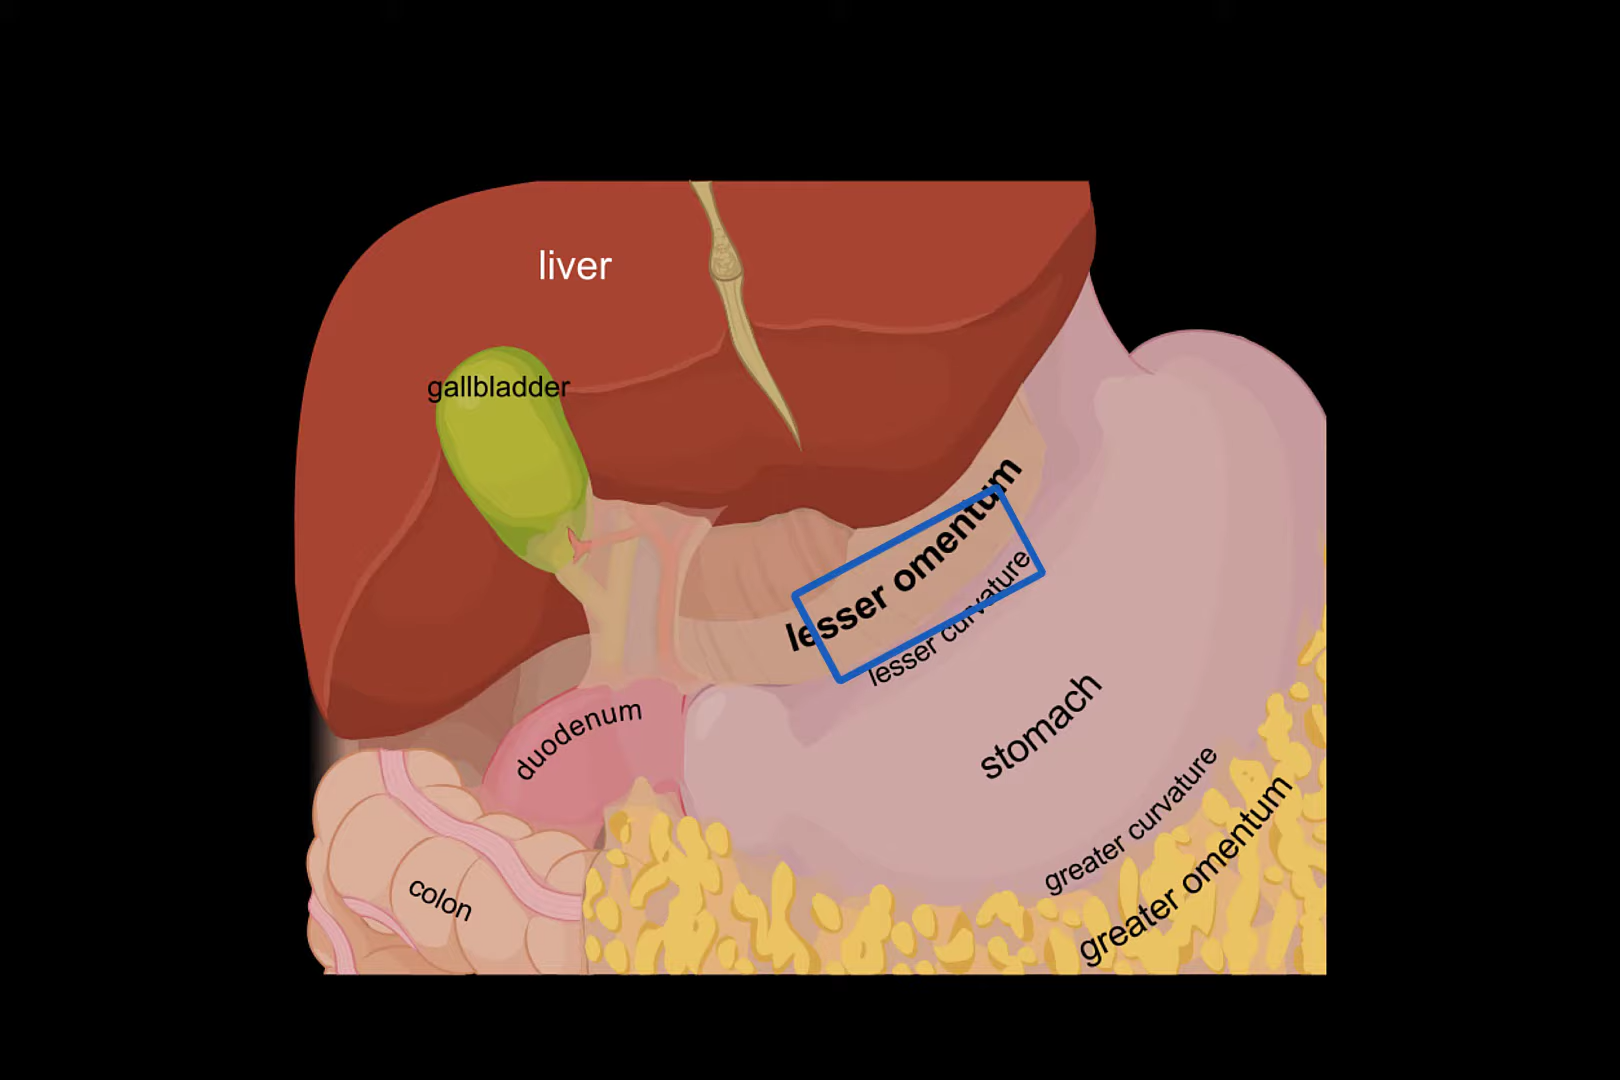 liver
gallbladder
lesser omentum
lesser curvature
duodenum
stomach
greater curvature
greater omentum
colon